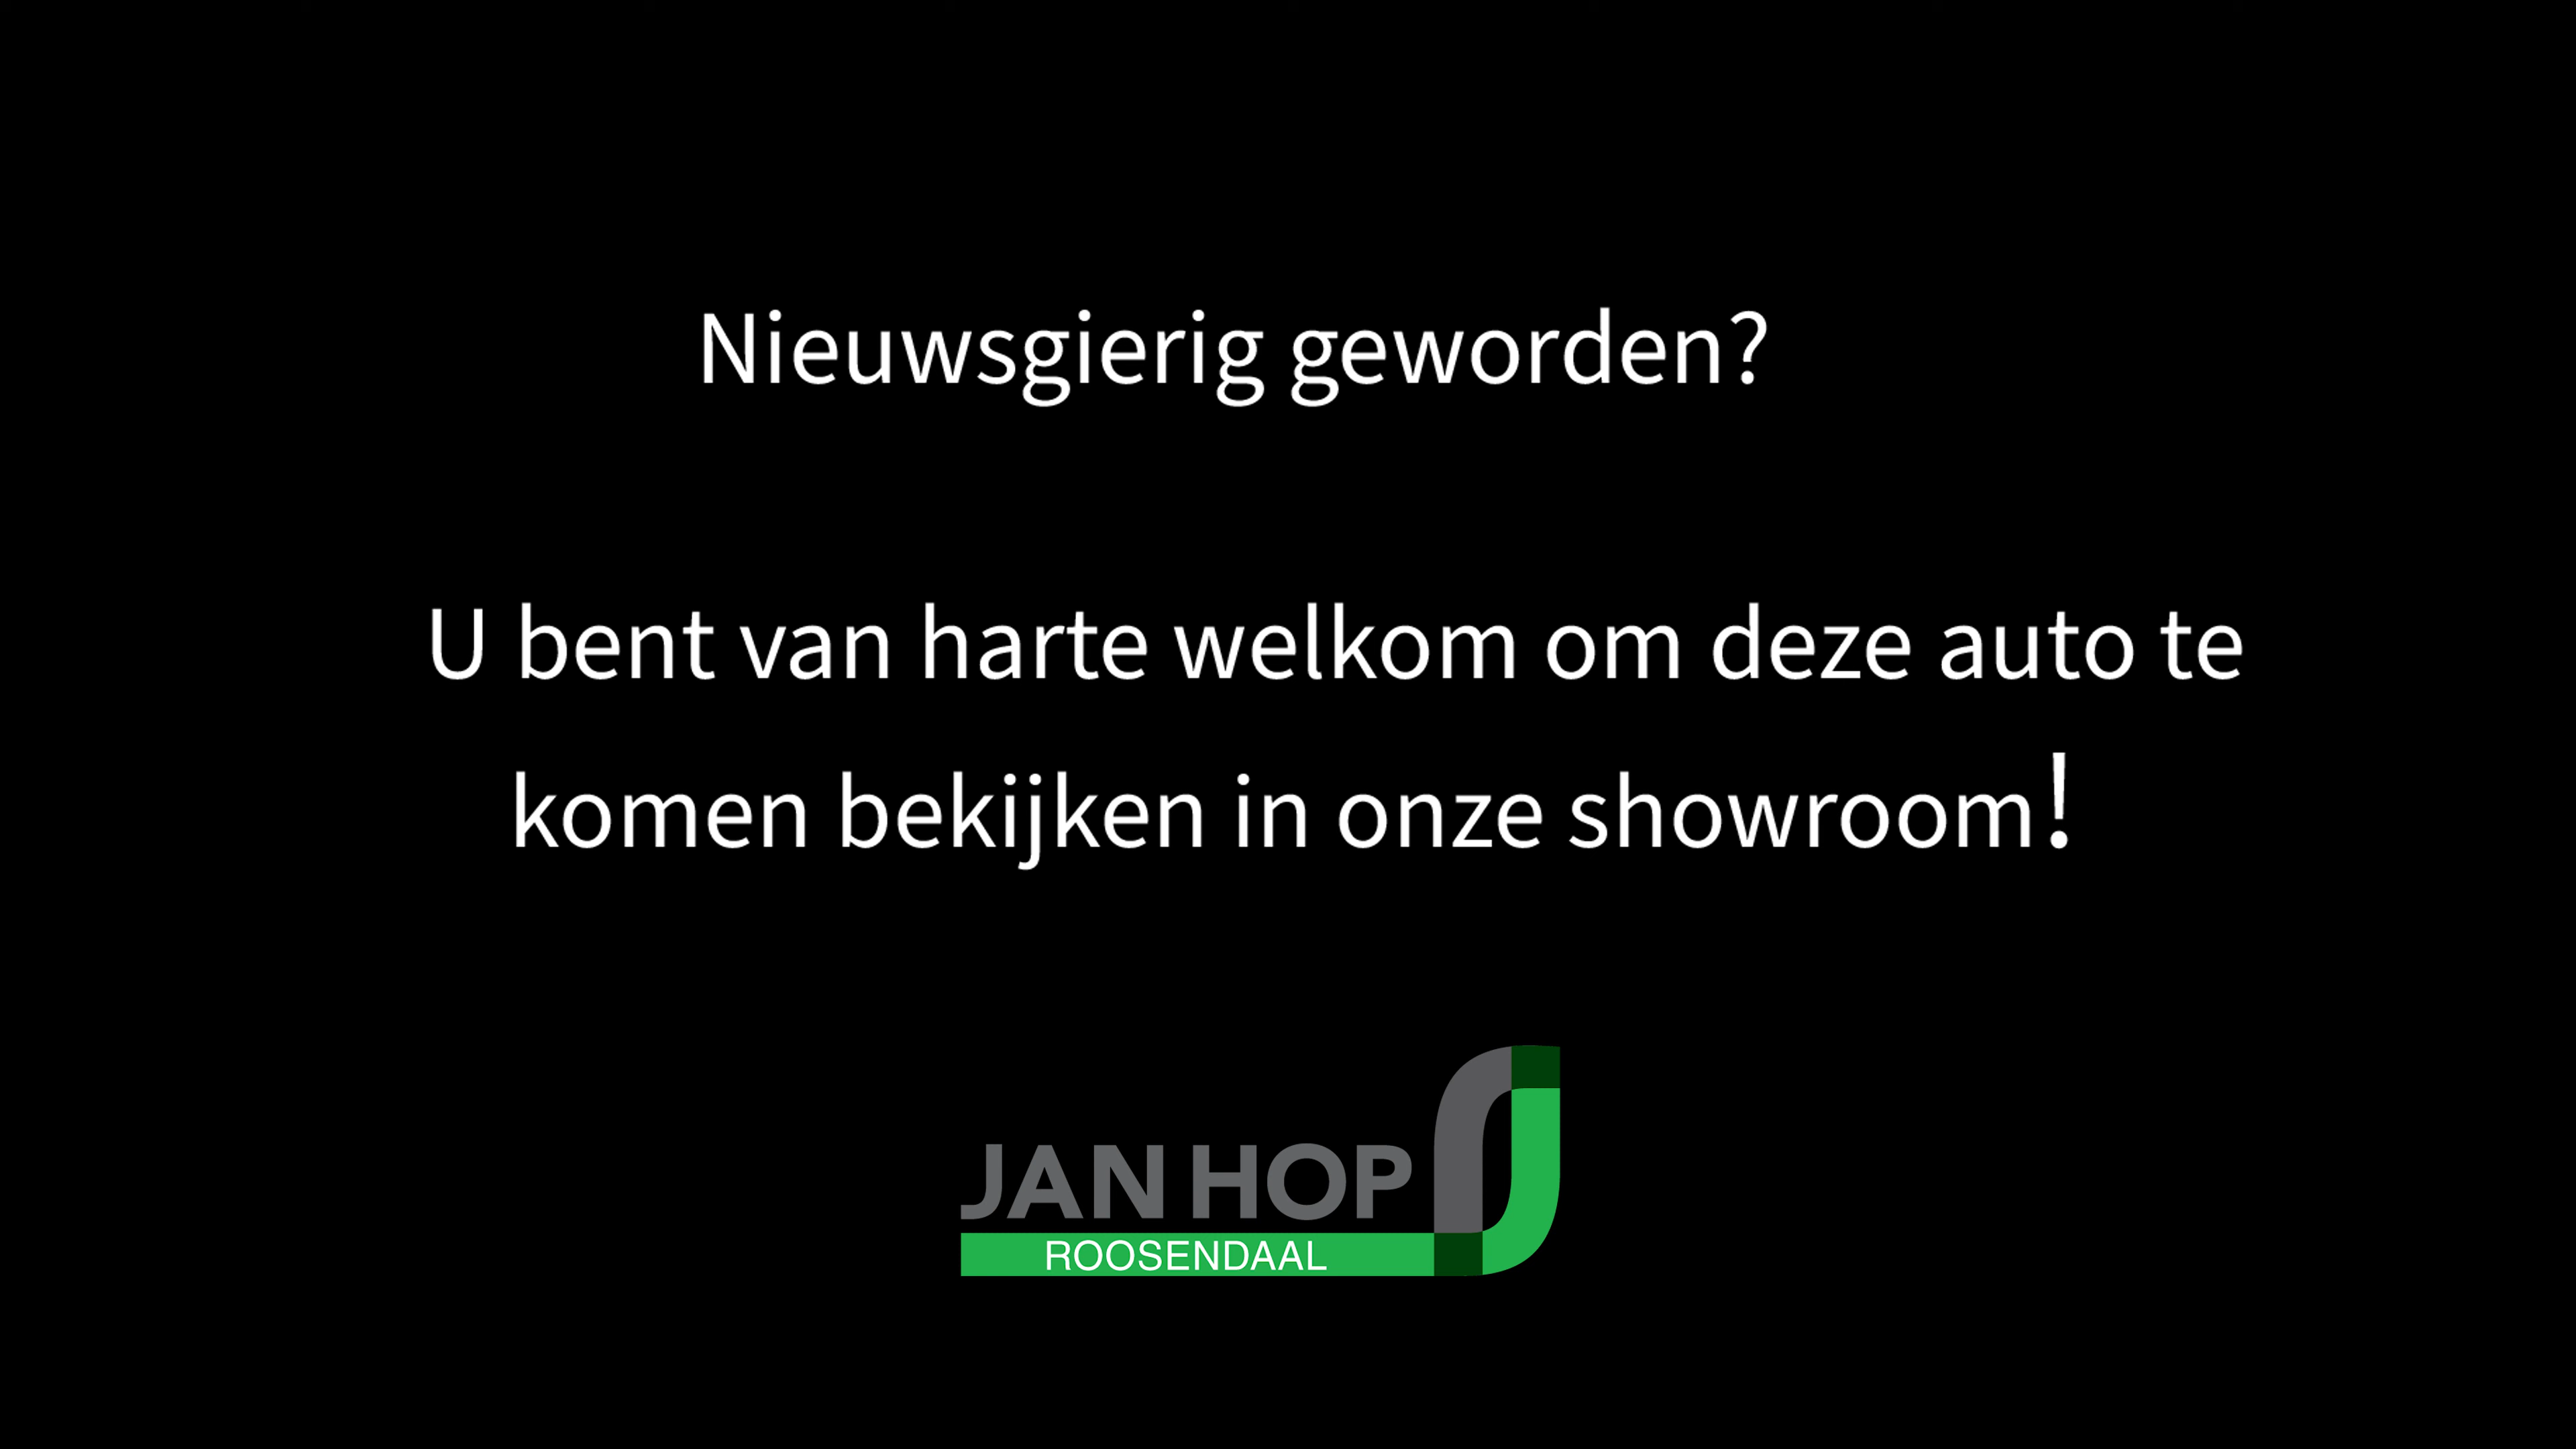 Nieuwsgierig geworden?
U bent van harte welkom om deze auto te
komen bekijken in onze showroom!
JAN HOP
ROOSENDAAL